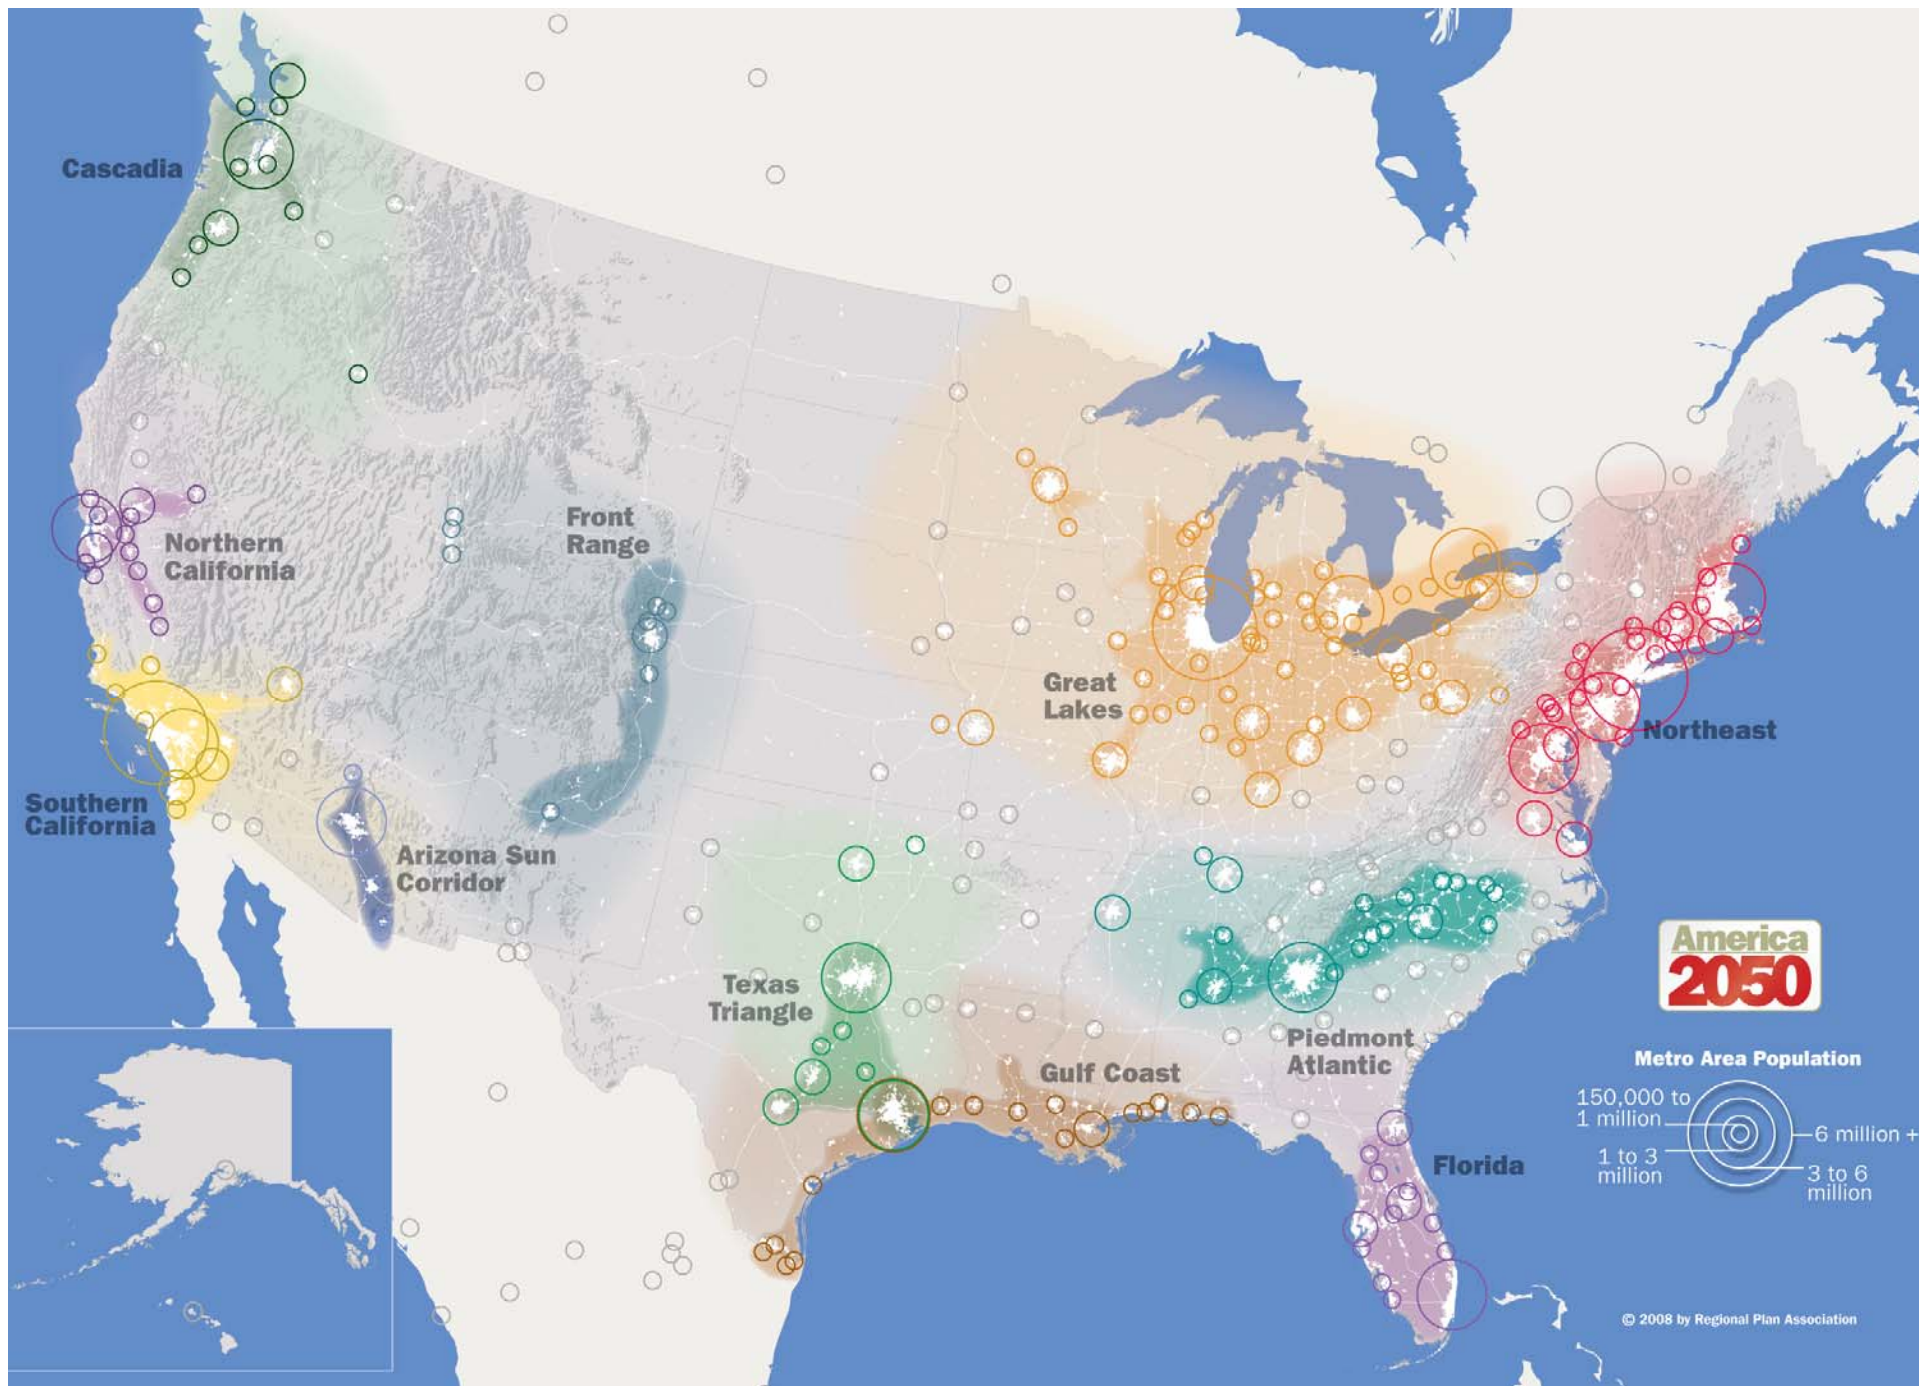 Cascadia
Northern
California
Front
Range
Great
Lakes
Northeast
Southern
California
Arizona Sun
Corridor
Texas
Triangle
Gulf Coast
Piedmont
Atlantic
Florida
America
2050
Metro Area Population
150,000 to
1 million
6 million +
1 to 3
million
3 to 6
million
© 2008 by Regional Plan Association